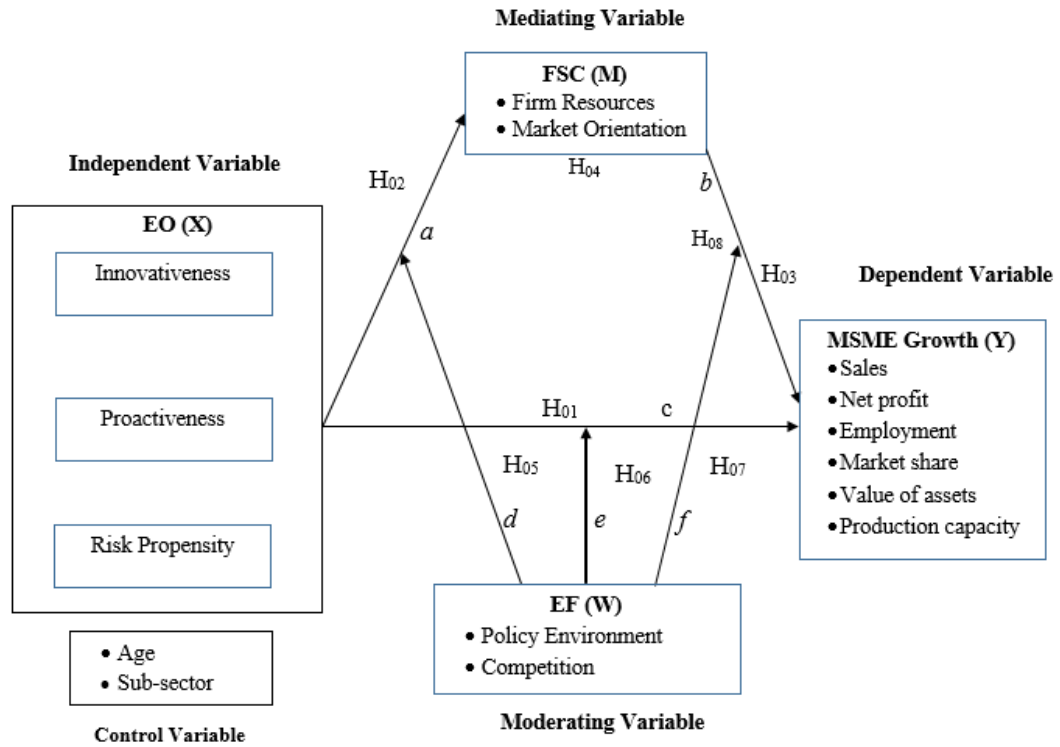 Mediating Variable
FSC (M)
• Firm Resources
• Market Orientation
H04
Independent Variable
EO (X)
Innovativeness
Proactiveness
Risk Propensity
H02
a
b
H08
H03
Dependent Variable
MSME Growth (Y)
• Sales
• Net profit
• Employment
• Market share
• Value of assets
• Production capacity
H01
c
H05
H06
H07
d
e
f
EF (W)
• Policy Environment
• Competition
Moderating Variable
• Age
• Sub-sector
Control Variable